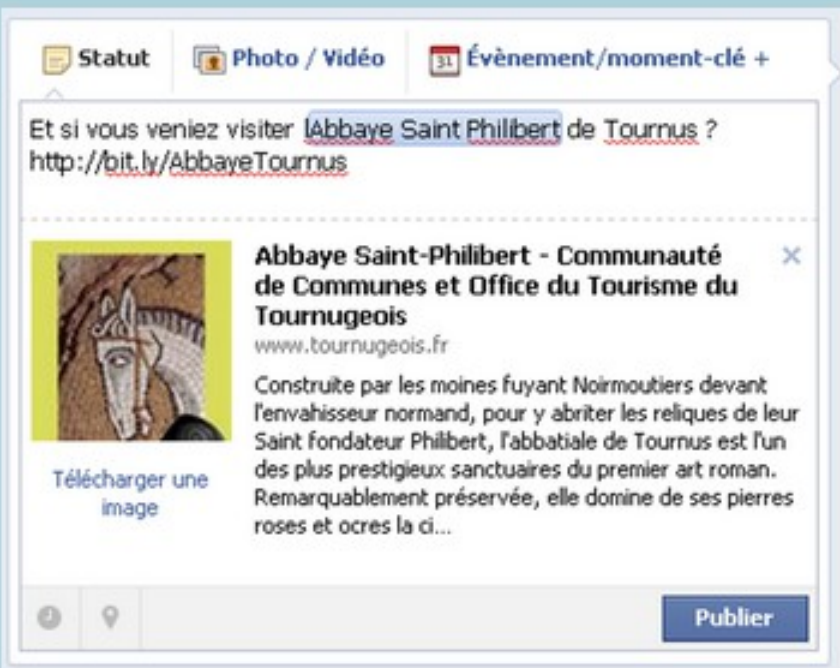 Statut Photo / Vidéo Évènement/moment-clé +
Et si vous veniez visiter lAbbaye Saint Philibert de Tournus ?
http://bit.ly/AbbayeTournus
Abbaye Saint-Philibert - Communauté
de Communes et Office du Tourisme du
Tournugeois
www.tournugeois.fr
Construite par les moines fuyant Noirmoutiers devant
l'envahisseur normand, pour y abriter les reliques de leur
Saint fondateur Philibert, l'abbatiale de Tournus est l'un
des plus prestigieux sanctuaires du premier art roman.
Remarquablement préservée, elle domine de ses pierres
roses et ocres la ci...
Télécharger une
image
Publier